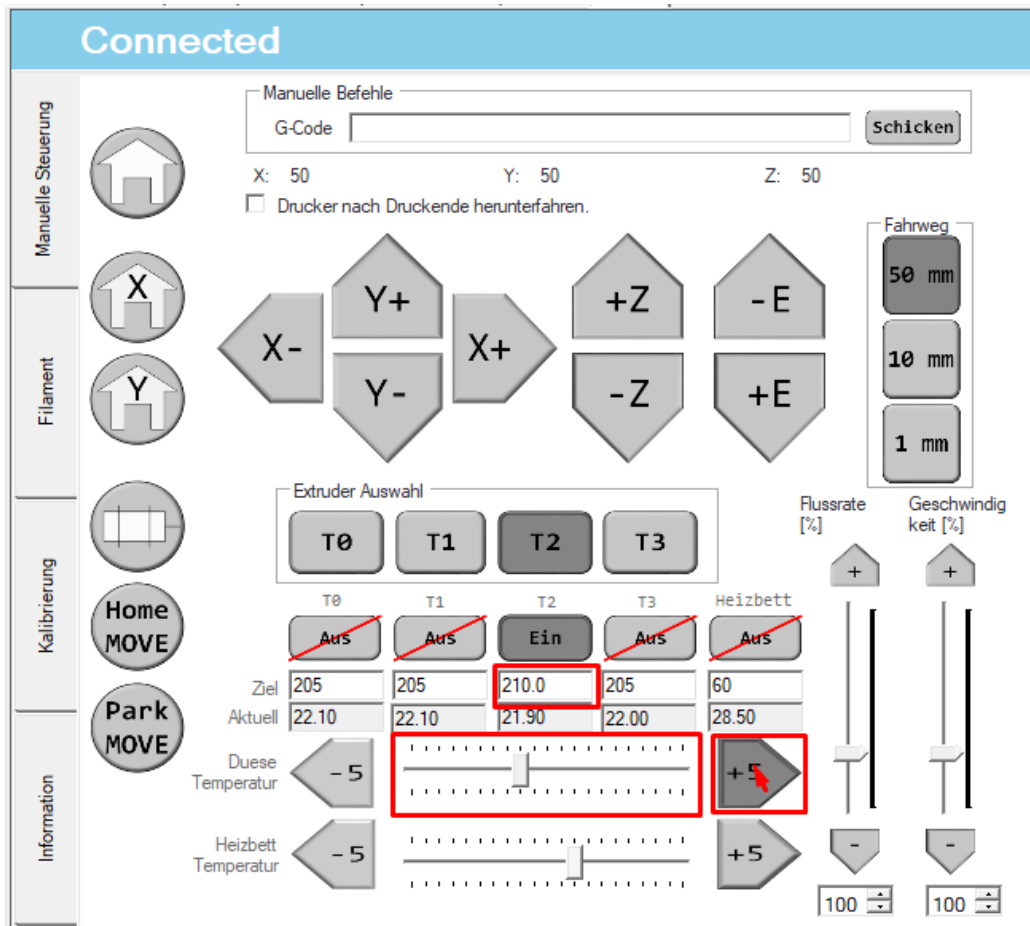 Connected
Manuelle Steuerung
Filament
Kalibrierung
Information
Manuelle Befehle
G-Code
Schicken
X: 50 Y: 50 Z: 50
Drucker nach Druckende herunterfahren.
X
Y
Home
MOVE
Park
MOVE
X-
Y+
Y-
X+
+Z
-Z
-E
+E
Fahrweg
50 mm
10 mm
1 mm
Extruder Auswahl
T0 T1 T2 T3
T0 T1 T2 T3 Heizbett
Aus Aus Ein Aus Aus
Ziel 205 205 210.0 205 60
Aktuell 22.10 22.10 21.90 22.00 28.50
Duese
Temperatur
-5 +5
Heizbett
Temperatur
-5 +5
Flussrate
[%]
+
-
100
Geschwindig
keit [%]
+
-
100